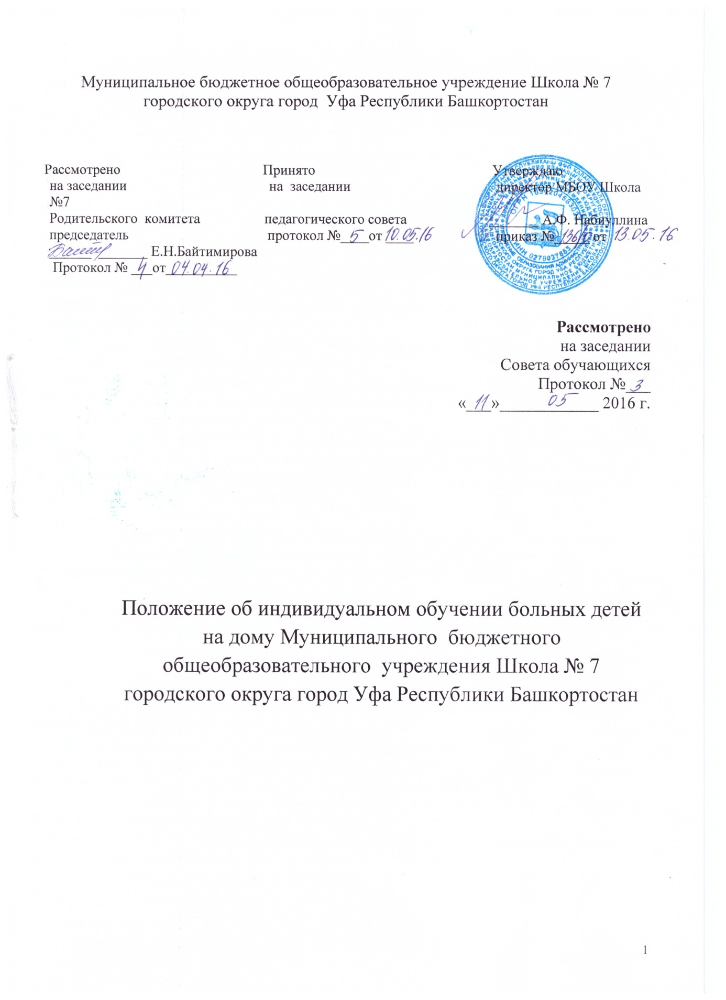 Муниципальное бюджетное общеобразовательное учреждение Школа № 7
городского округа город Уфа Республики Башкортостан
Рассмотрено Принято Утверждаю
на заседании на заседании директор МБОУ Школа
№7
Родительского комитета педагогического совета ______ А.Ф. Набиуллина
председатель протокол № 5 от 10.05.16 приказ № от 13.05.16
______ _______ Е.Н.Байтимирова
Протокол № 4 от 04.04.16
Рассмотрено
на заседании
Совета обучающихся
Протокол № 3
« 11 » 05 2016 г.
Положение об индивидуальном обучении больных детей
на дому Муниципального бюджетного
общеобразовательного учреждения Школа № 7
городского округа город Уфа Республики Башкортостан
1